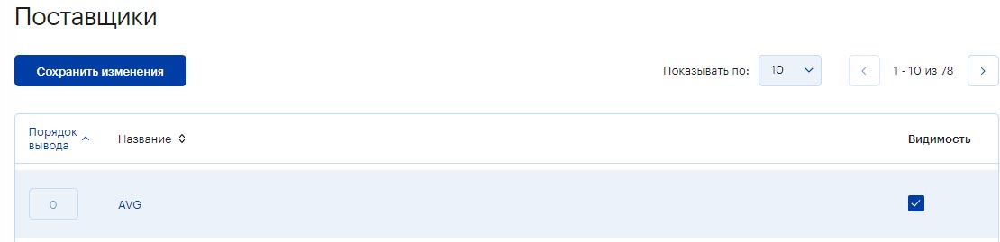 Поставщики
Сохранить изменения
Показывать по: 10 1 - 10 из 78
Порядок вывода Название Видимость
0 AVG